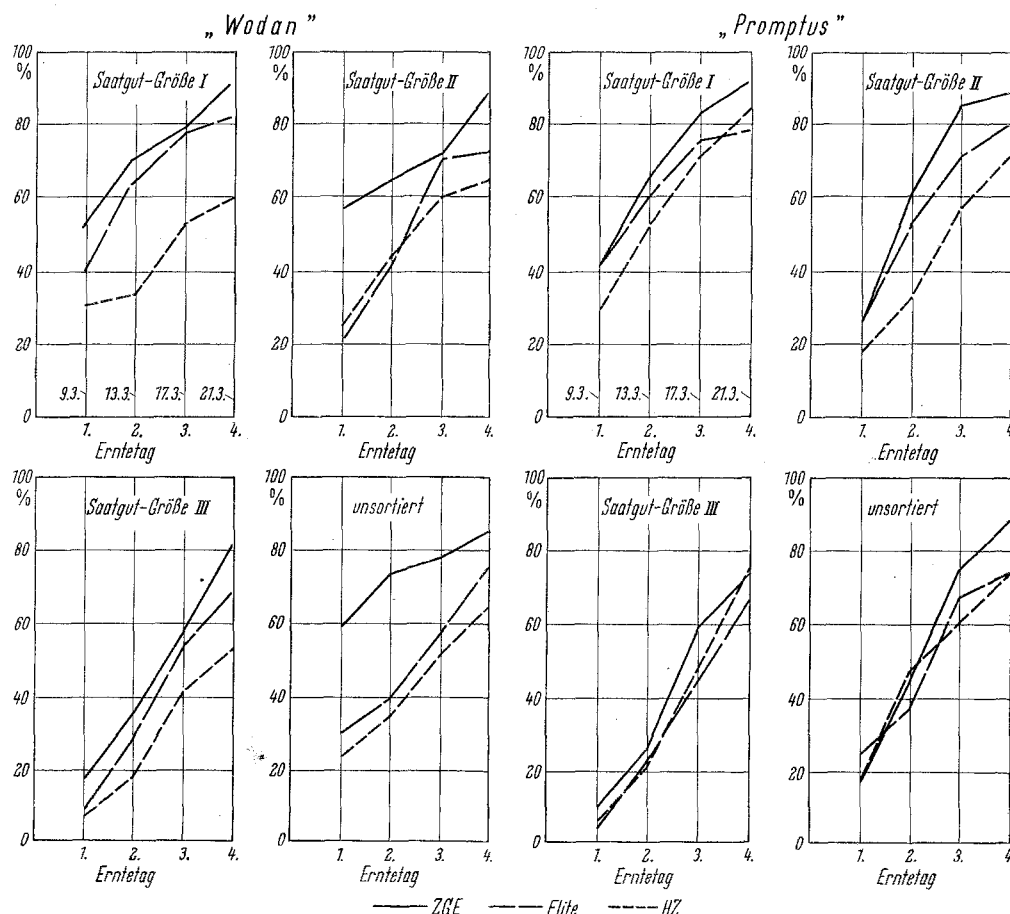 „Wodan”
„Promptus”
100
%
80
60
40
20
0
Saatgut-Größe I
9.3.
13.3.
17.3.
21.3.
1. 2. 3. 4.
Erntetag
100
%
80
60
40
20
0
Saatgut-Größe II
1. 2. 3. 4.
Erntetag
100
%
80
60
40
20
0
Saatgut-Größe I
9.3.
13.3.
17.3.
21.3.
1. 2. 3. 4.
Erntetag
100
%
80
60
40
20
0
Saatgut-Größe II
1. 2. 3. 4.
Erntetag
100
%
80
60
40
20
0
Saatgut-Größe III
1. 2. 3. 4.
Erntetag
100
%
80
60
40
20
0
unsortiert
1. 2. 3. 4.
Erntetag
100
%
80
60
40
20
0
Saatgut-Größe III
1. 2. 3. 4.
Erntetag
100
%
80
60
40
20
0
unsortiert
1. 2. 3. 4.
Erntetag
ZGE Elite HZ